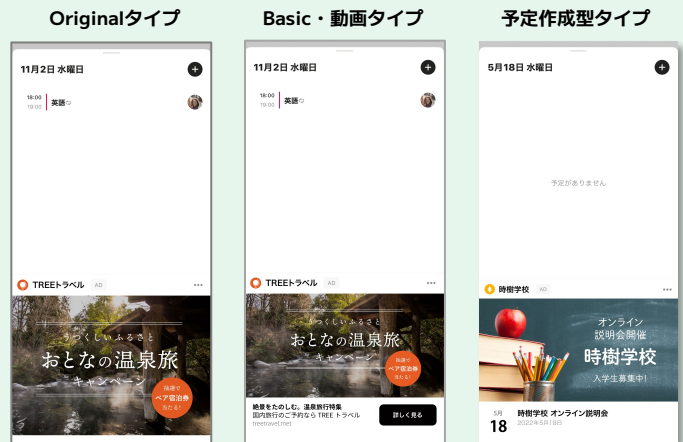 Originalタイプ
11月2日 水曜日
18:00
19:00
英語
TREEトラベル AD
うつくしいふるさと
おとなの温泉旅
キャンペーン
抽選で
ペア宿泊券
当たる!
Basic・動画タイプ
11月2日 水曜日
18:00
19:00
英語
TREEトラベル AD
うつくしいふるさと
おとなの温泉旅
キャンペーン
抽選で
ペア宿泊券
当たる!
絶景をたのしむ。温泉旅行特集
国内旅行のご予約なら TREE トラベル
treetravel.net
詳しく見る
予定作成型タイプ
5月18日 水曜日
予定がありません
時樹学校 AD
オンライン
説明会開催
時樹学校
入学生募集中!
5月
18
時樹学校 オンライン説明会
2022年5月18日